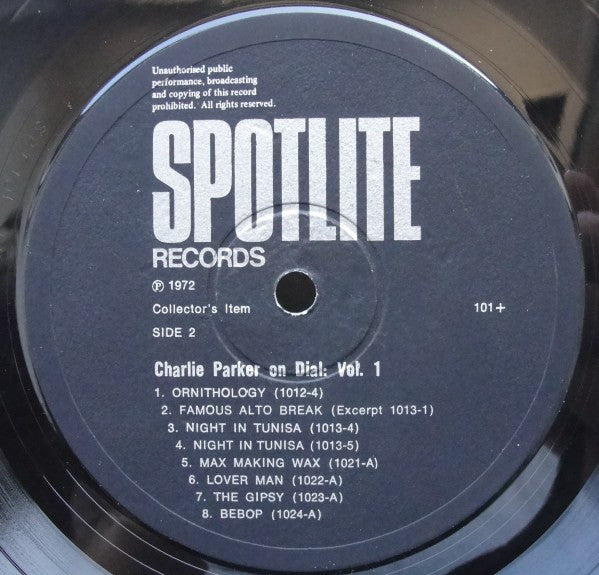 Unauthorised public
performance, broadcasting
and copying of this record
prohibited. All rights reserved.
SPOTLITE
RECORDS
℗ 1972
Collector's Item 101+
SIDE 2
Charlie Parker on Dial: Vol. 1
1. ORNITHOLOGY (1012-4)
2. FAMOUS ALTO BREAK (Excerpt 1013-1)
3. NIGHT IN TUNISA (1013-4)
4. NIGHT IN TUNISA (1013-5)
5. MAX MAKING WAX (1021-A)
6. LOVER MAN (1022-A)
7. THE GIPSY (1023-A)
8. BEBOP (1024-A)